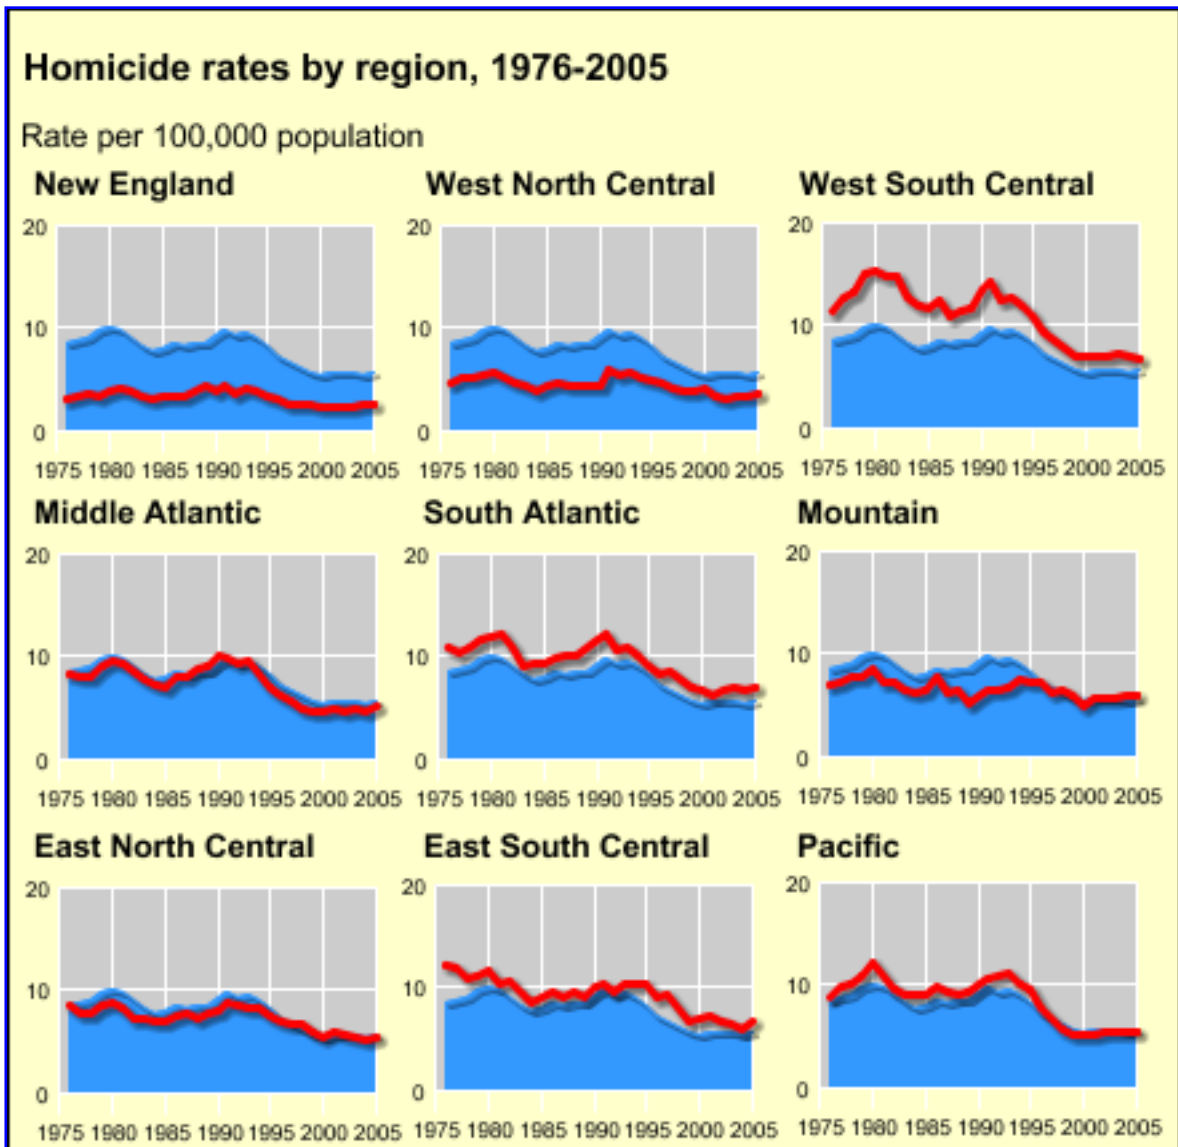 Homicide rates by region, 1976-2005
Rate per 100,000 population
New England
20
10
0
1975 1980 1985 1990 1995 2000 2005
West North Central
20
10
0
1975 1980 1985 1990 1995 2000 2005
West South Central
20
10
0
1975 1980 1985 1990 1995 2000 2005
Middle Atlantic
20
10
0
1975 1980 1985 1990 1995 2000 2005
South Atlantic
20
10
0
1975 1980 1985 1990 1995 2000 2005
Mountain
20
10
0
1975 1980 1985 1990 1995 2000 2005
East North Central
20
10
0
1975 1980 1985 1990 1995 2000 2005
East South Central
20
10
0
1975 1980 1985 1990 1995 2000 2005
Pacific
20
10
0
1975 1980 1985 1990 1995 2000 2005